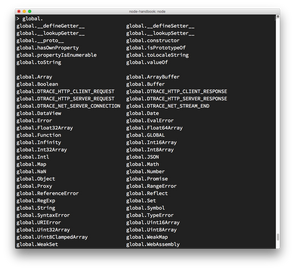 node-handbook: node
> global.
global.__defineGetter__ global.__defineSetter__
global.__lookupGetter__ global.__lookupSetter__
global.__proto__ global.constructor
global.hasOwnProperty global.isPrototypeOf
global.propertyIsEnumerable global.toLocaleString
global.toString global.valueOf
global.Array global.ArrayBuffer
global.Boolean global.Buffer
global.DTRACE_HTTP_CLIENT_REQUEST global.DTRACE_HTTP_CLIENT_RESPONSE
global.DTRACE_HTTP_SERVER_REQUEST global.DTRACE_HTTP_SERVER_RESPONSE
global.DTRACE_NET_SERVER_CONNECTION global.DTRACE_NET_STREAM_END
global.DataView global.Date
global.Error global.EvalError
global.Float32Array global.Float64Array
global.Function global.GLOBAL
global.Infinity global.Int16Array
global.Int32Array global.Int8Array
global.Intl global.JSON
global.Map global.Math
global.NaN global.Number
global.Object global.Promise
global.Proxy global.RangeError
global.ReferenceError global.Reflect
global.RegExp global.Set
global.String global.Symbol
global.SyntaxError global.TypeError
global.URIError global.Uint16Array
global.Uint32Array global.Uint8Array
global.Uint8ClampedArray global.WeakMap
global.WeakSet global.WebAssembly